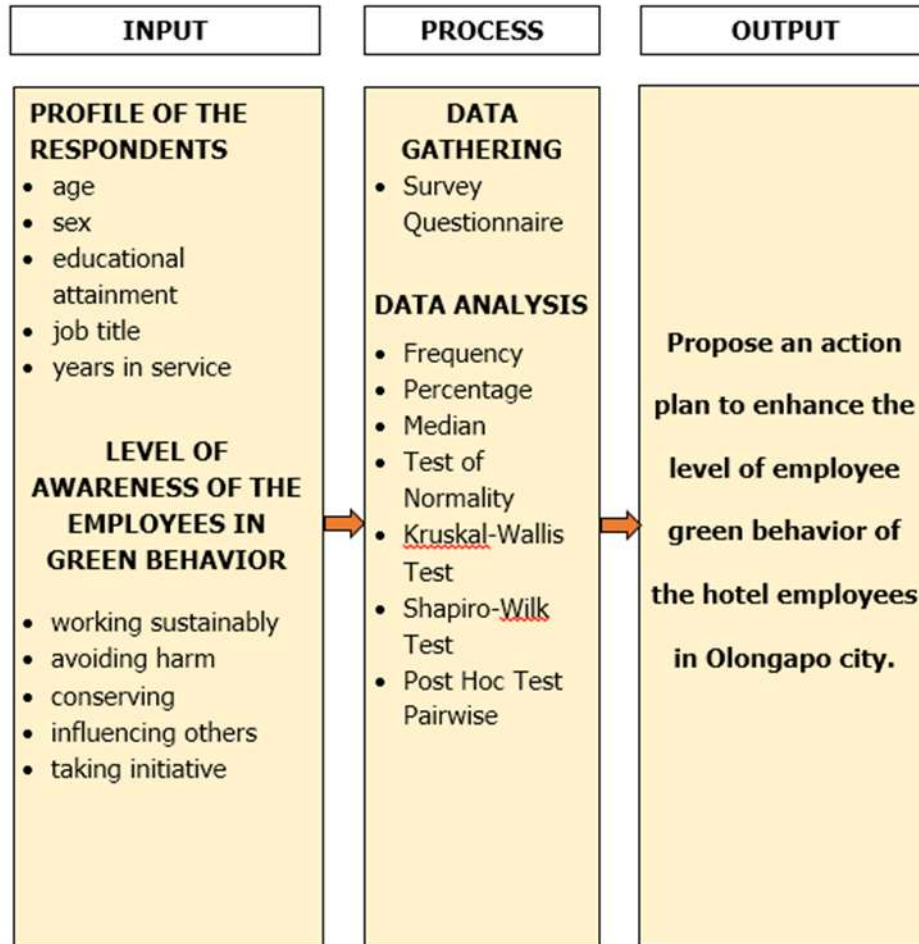 INPUT
PROFILE OF THE
RESPONDENTS
• age
• sex
• educational
attainment
• job title
• years in service
LEVEL OF
AWARENESS OF THE
EMPLOYEES IN
GREEN BEHAVIOR
• working sustainably
• avoiding harm
• conserving
• influencing others
• taking initiative
PROCESS
DATA
GATHERING
• Survey
Questionnaire
DATA ANALYSIS
• Frequency
• Percentage
• Median
• Test of
Normality
• Kruskal-Wallis
Test
• Shapiro-Wilk
Test
• Post Hoc Test
Pairwise
OUTPUT
Propose an action
plan to enhance the
level of employee
green behavior of
the hotel employees
in Olongapo city.